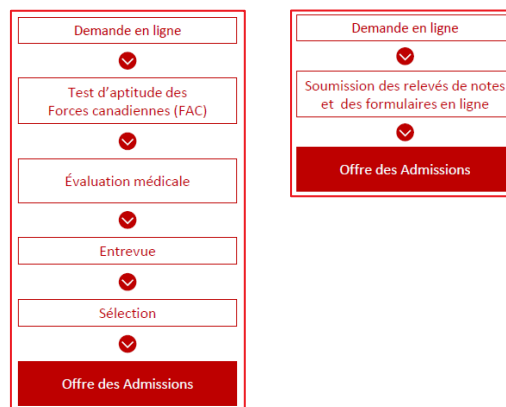 Demande en ligne
Test d'aptitude des
Forces canadiennes (FAC)
Évaluation médicale
Entrevue
Sélection
Offre des Admissions
Demande en ligne
Soumission des relevés de notes
et des formulaires en ligne
Offre des Admissions